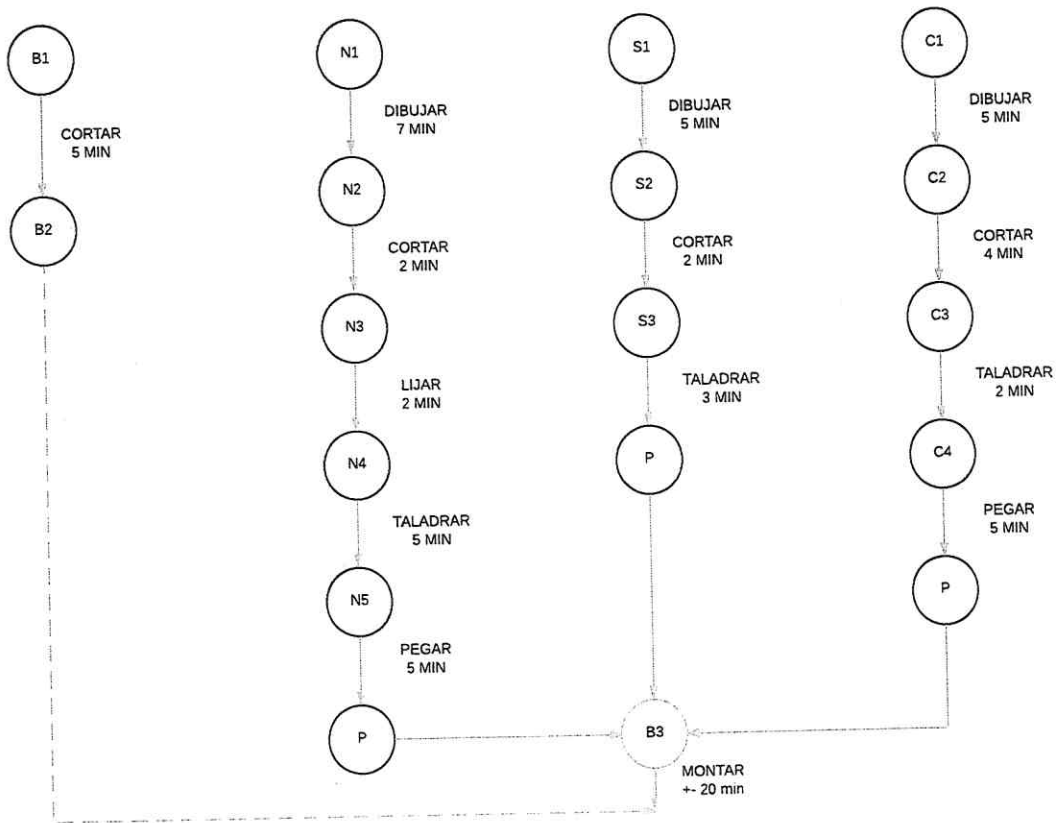 B1
CORTAR
5 MIN
B2
N1
DIBUJAR
7 MIN
N2
CORTAR
2 MIN
N3
LIJAR
2 MIN
N4
TALADRAR
5 MIN
N5
PEGAR
5 MIN
P
S1
DIBUJAR
5 MIN
S2
CORTAR
2 MIN
S3
TALADRAR
3 MIN
P
B3
MONTAR
+- 20 min
C1
DIBUJAR
5 MIN
C2
CORTAR
4 MIN
C3
TALADRAR
2 MIN
C4
PEGAR
5 MIN
P